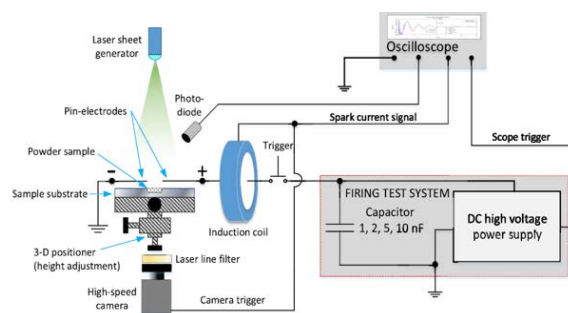 Laser sheet
generator
Oscilloscope
Photo-
diode
Pin-electrodes
Spark current signal
Scope trigger
Powder sample
Trigger
−
+
Sample substrate
FIRING TEST SYSTEM
Capacitor
1, 2, 5, 10 nF
DC high voltage
power supply
Induction coil
3-D positioner
(height adjustment)
Laser line filter
High-speed
camera
Camera trigger